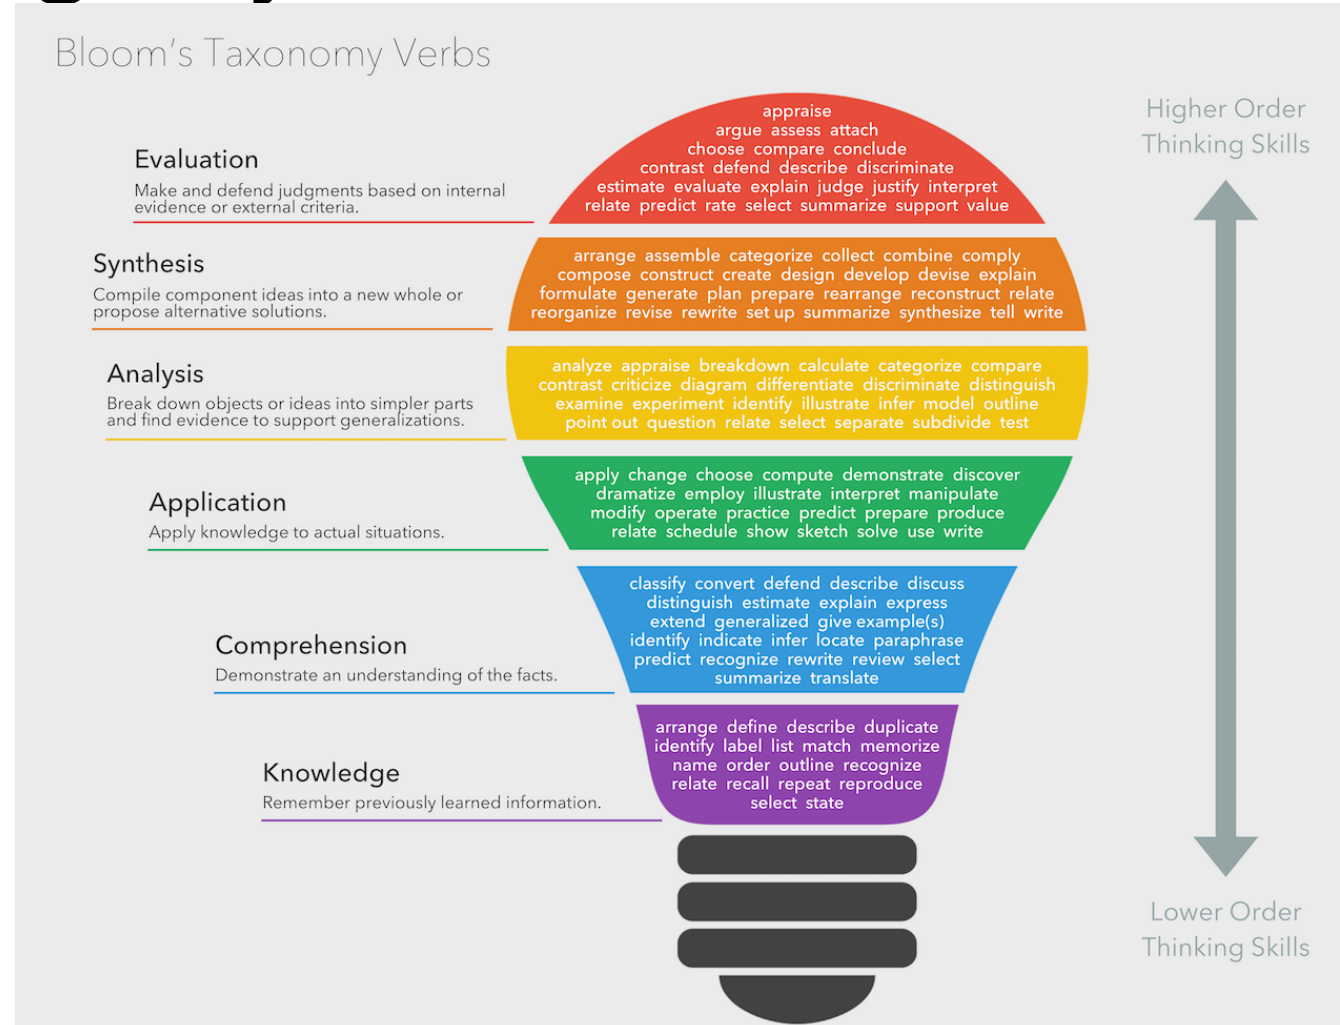 Bloom's Taxonomy Verbs
Higher Order
Thinking Skills
Evaluation
Make and defend judgments based on internal
evidence or external criteria.
appraise
argue assess attach
choose compare conclude
contrast defend describe discriminate
estimate evaluate explain judge justify interpret
relate predict rate select summarize support value
Synthesis
Compile component ideas into a new whole or
propose alternative solutions.
arrange assemble categorize collect combine comply
compose construct create design develop devise explain
formulate generate plan prepare rearrange reconstruct relate
reorganize revise rewrite set up summarize synthesize tell write
Analysis
Break down objects or ideas into simpler parts
and find evidence to support generalizations.
analyze appraise breakdown calculate categorize compare
contrast criticize diagram differentiate discriminate distinguish
examine experiment identify illustrate infer model outline
point out question relate select separate subdivide test
Application
Apply knowledge to actual situations.
apply change choose compute demonstrate discover
dramatize employ illustrate interpret manipulate
modify operate practice predict prepare produce
relate schedule show sketch solve use write
Comprehension
Demonstrate an understanding of the facts.
classify convert defend describe discuss
distinguish estimate explain express
extend generalized give example(s)
identify indicate infer locate paraphrase
predict recognize rewrite review select
summarize translate
Knowledge
Remember previously learned information.
arrange define describe duplicate
identify label list match memorize
name order outline recognize
relate recall repeat reproduce
select state
Lower Order
Thinking Skills